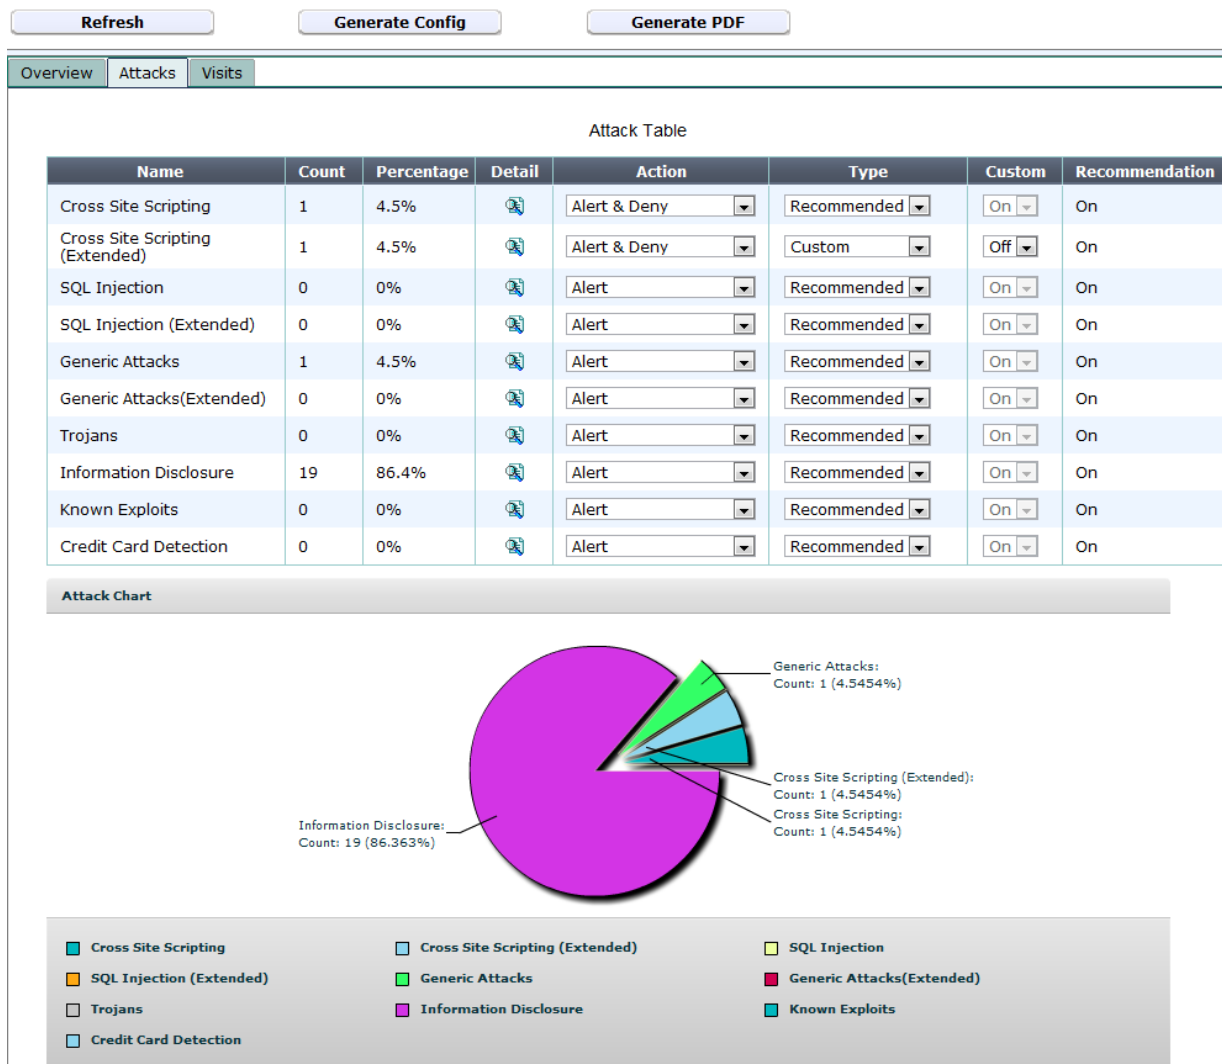 Refresh Generate Config Generate PDF
Overview Attacks Visits
Attack Table
Name Count Percentage Detail Action Type Custom Recommendation
Cross Site Scripting 1 4.5% Alert & Deny Recommended On On
Cross Site Scripting
(Extended) 1 4.5% Alert & Deny Custom Off On
SQL Injection 0 0% Alert Recommended On On
SQL Injection (Extended) 0 0% Alert Recommended On On
Generic Attacks 1 4.5% Alert Recommended On On
Generic Attacks(Extended) 0 0% Alert Recommended On On
Trojans 0 0% Alert Recommended On On
Information Disclosure 19 86.4% Alert Recommended On On
Known Exploits 0 0% Alert Recommended On On
Credit Card Detection 0 0% Alert Recommended On On
Attack Chart
Generic Attacks:
Count: 1 (4.5454%)
Cross Site Scripting (Extended):
Count: 1 (4.5454%)
Cross Site Scripting:
Count: 1 (4.5454%)
Information Disclosure:
Count: 19 (86.363%)
Cross Site Scripting Cross Site Scripting (Extended) SQL Injection
SQL Injection (Extended) Generic Attacks Generic Attacks(Extended)
Trojans Information Disclosure Known Exploits
Credit Card Detection